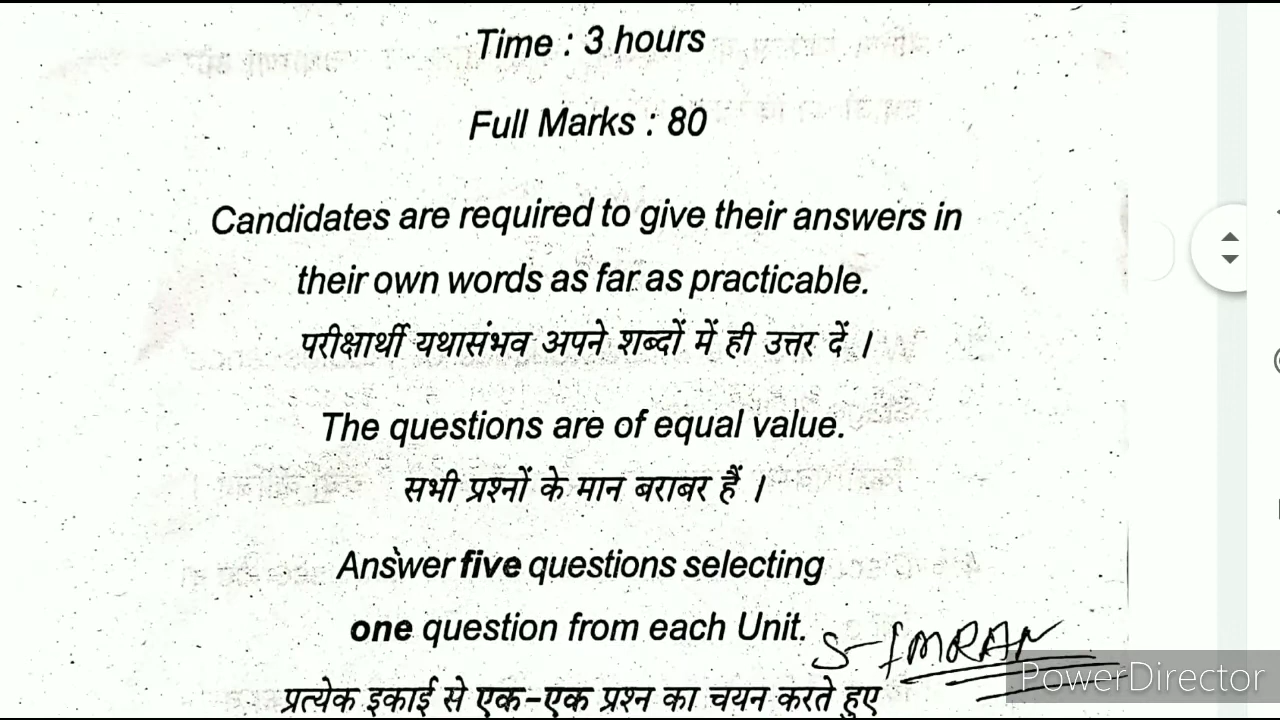 Time : 3 hours
Full Marks : 80
Candidates are required to give their answers in
their own words as far as practicable.
परीक्षार्थी यथासंभव अपने शब्दों में ही उत्तर दें ।
The questions are of equal value.
सभी प्रश्नों के मान बराबर हैं ।
Answer five questions selecting
one question from each Unit.
S-IMRAN
PowerDirector
प्रत्येक इकाई से एक-एक प्रश्न का चयन करते हुए